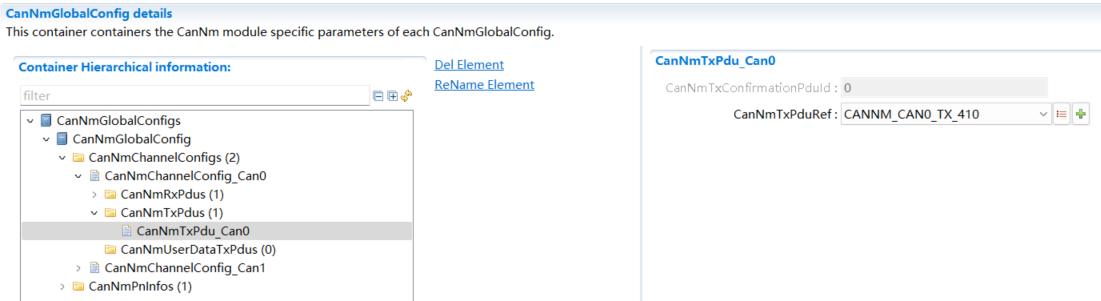 CanNmGlobalConfig details
This container containers the CanNm module specific parameters of each CanNmGlobalConfig.
Container Hierarchical information:
filter
CanNmGlobalConfigs
CanNmGlobalConfig
CanNmChannelConfigs (2)
CanNmChannelConfig_Can0
CanNmRxPdus (1)
CanNmTxPdus (1)
CanNmTxPdu_Can0
CanNmUserDataTxPdus (0)
CanNmChannelConfig_Can1
CanNmPnInfos (1)
Del Element
ReName Element
CanNmTxPdu_Can0
CanNmTxConfirmationPduId : 0
CanNmTxPduRef : CANNM_CAN0_TX_410